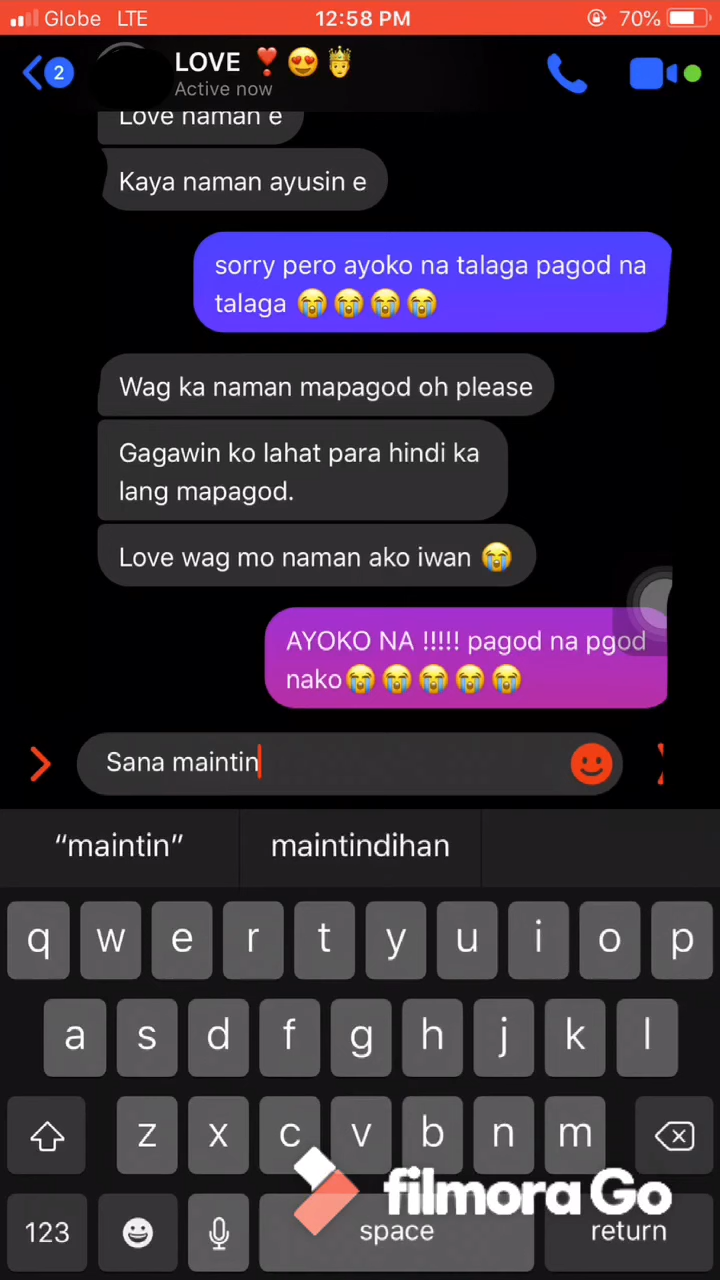 Globe LTE 12:58 PM 70%
2 LOVE ❣️😍🤴
Active now
Love naman e
Kaya naman ayusin e
sorry pero ayoko na talaga pagod na
talaga 😭😭😭😭
Wag ka naman mapagod oh please
Gagawin ko lahat para hindi ka
lang mapagod.
Love wag mo naman ako iwan 😭
AYOKO NA !!!!! pagod na pgod
nako😭😭😭😭😭
Sana maintin
“maintin” maintindihan
q w e r t y u i o p
a s d f g h j k l
z x c v b n m
filmora Go
123 space return